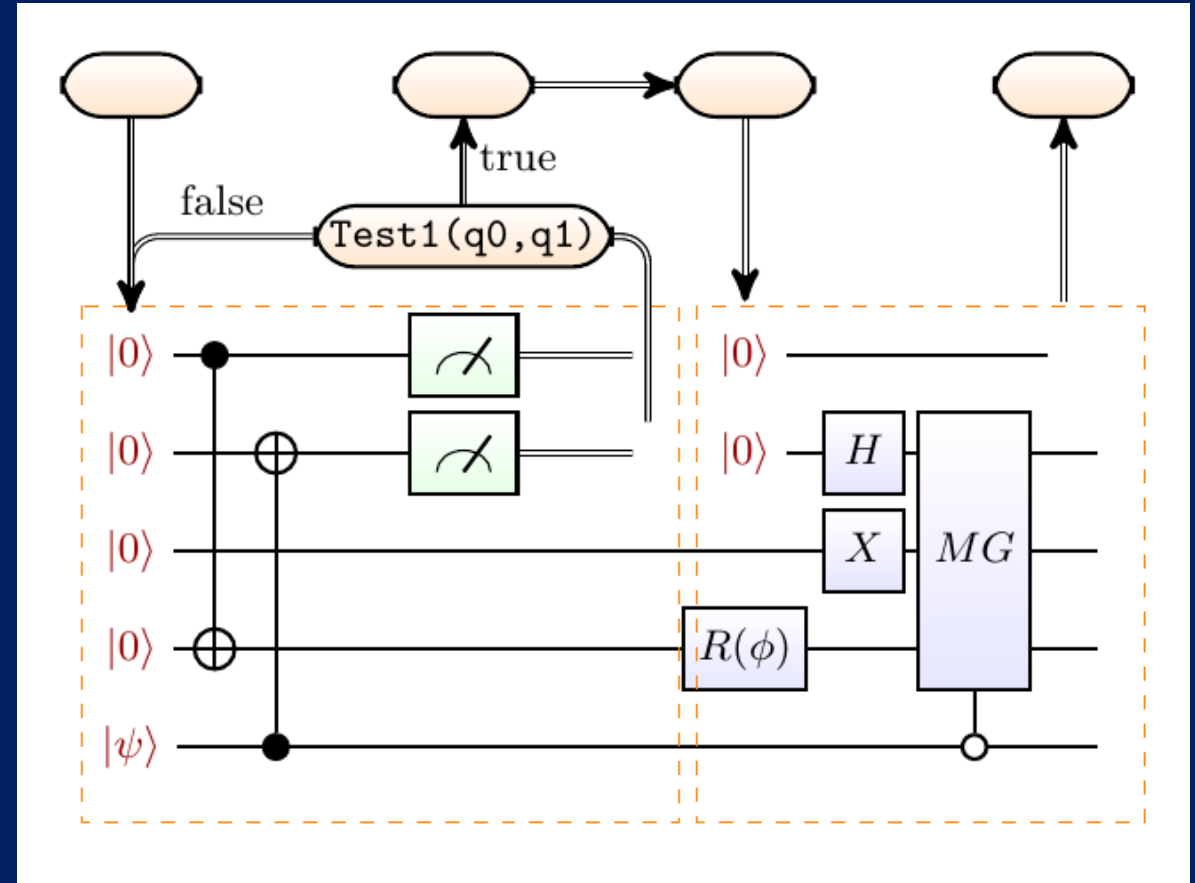 true
false
Test1(q0,q1)
|0⟩ |0⟩
|0⟩ |0⟩ H
|0⟩ X MG
|0⟩ R(ϕ)
|ψ⟩